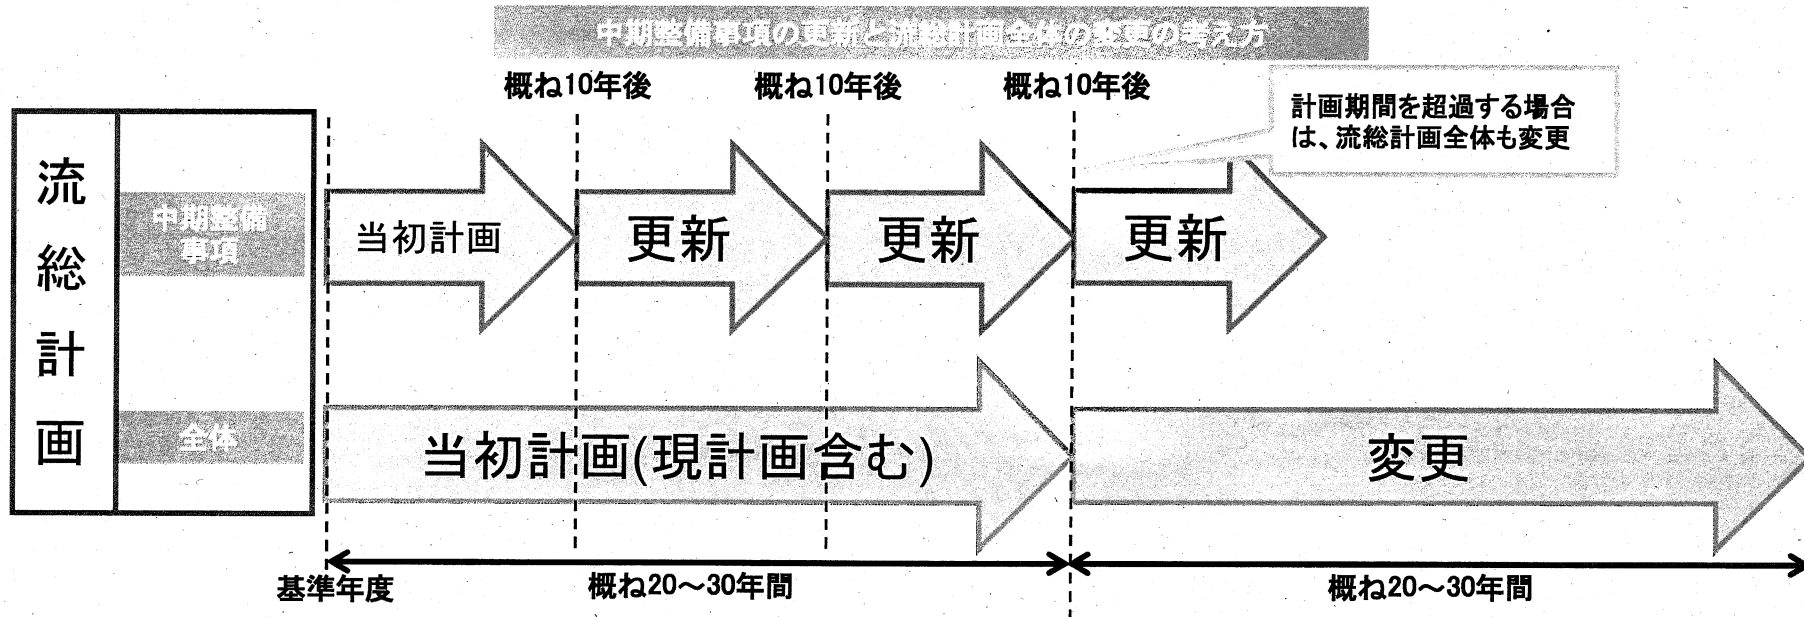 中期整備事項の更新と流総計画全体の変更の考え方
概ね10年後
概ね10年後
概ね10年後
計画期間を超過する場合
は、流総計画全体も変更
流総計画
中期整備
事項
当初計画
更新
更新
更新
全体
当初計画(現計画含む)
変更
基準年度
概ね20～30年間
概ね20～30年間